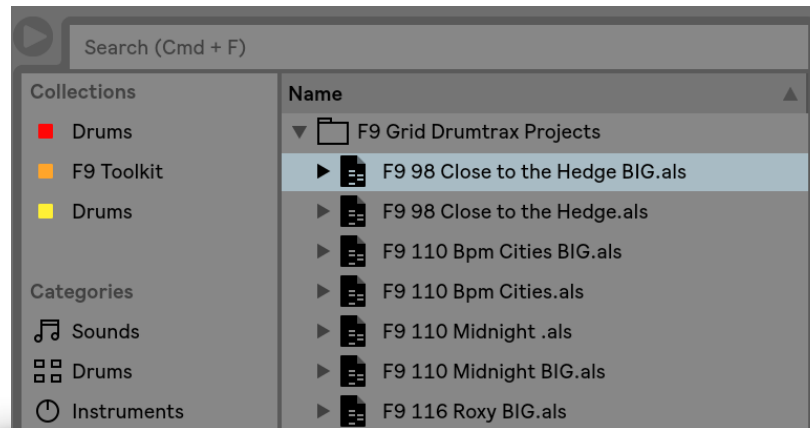 Search (Cmd + F)
Collections
Drums
F9 Toolkit
Drums
Categories
Sounds
Drums
Instruments
Name
F9 Grid Drumtrax Projects
F9 98 Close to the Hedge BIG.als
F9 98 Close to the Hedge.als
F9 110 Bpm Cities BIG.als
F9 110 Bpm Cities.als
F9 110 Midnight .als
F9 110 Midnight BIG.als
F9 116 Roxy BIG.als